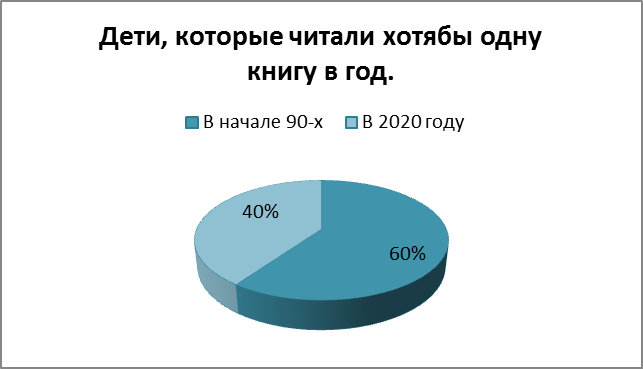 Дети, которые читали хотябы одну
книгу в год.
В начале 90-х В 2020 году
40%
60%